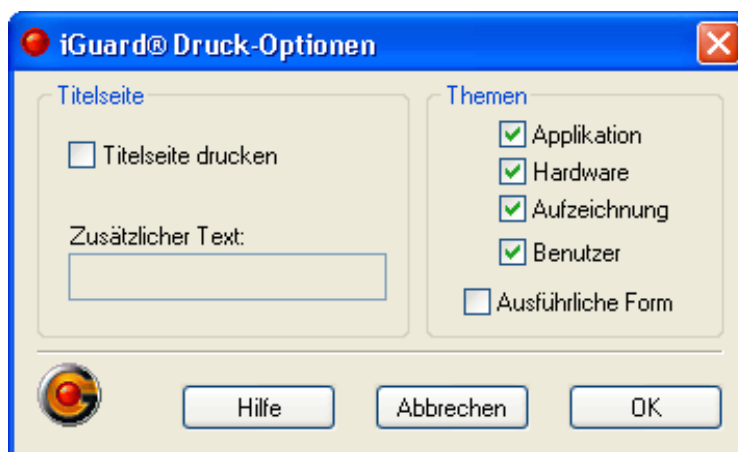 iGuard® Druck-Optionen
Titelseite
Titelseite drucken
Zusätzlicher Text:
Themen
Applikation
Hardware
Aufzeichnung
Benutzer
Ausführliche Form
Hilfe
Abbrechen
OK